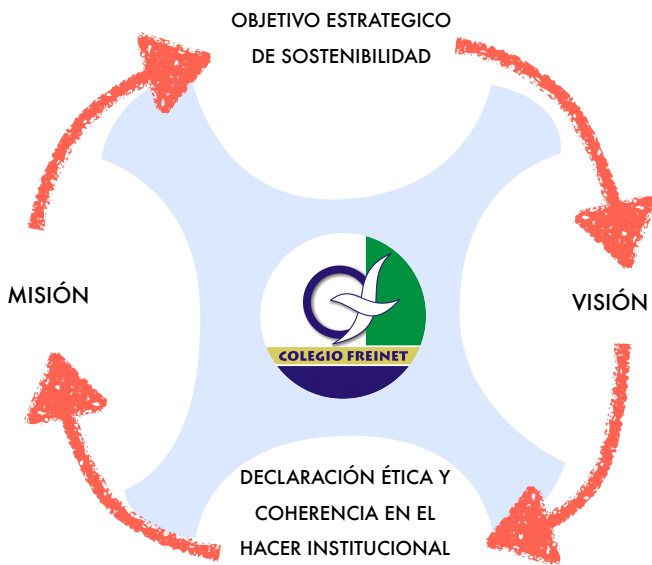 OBJETIVO ESTRATEGICO
DE SOSTENIBILIDAD
MISIÓN
VISIÓN
COLEGIO FREINET
DECLARACIÓN ÉTICA Y
COHERENCIA EN EL
HACER INSTITUCIONAL